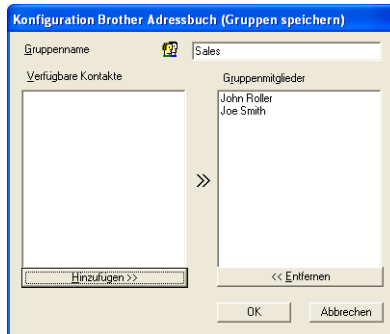 Konfiguration Brother Adressbuch (Gruppen speichern)
Gruppenname
Sales
Verfügbare Kontakte
Gruppenmitglieder
John Roller
Joe Smith
Hinzufügen >>
<< Entfernen
OK
Abbrechen